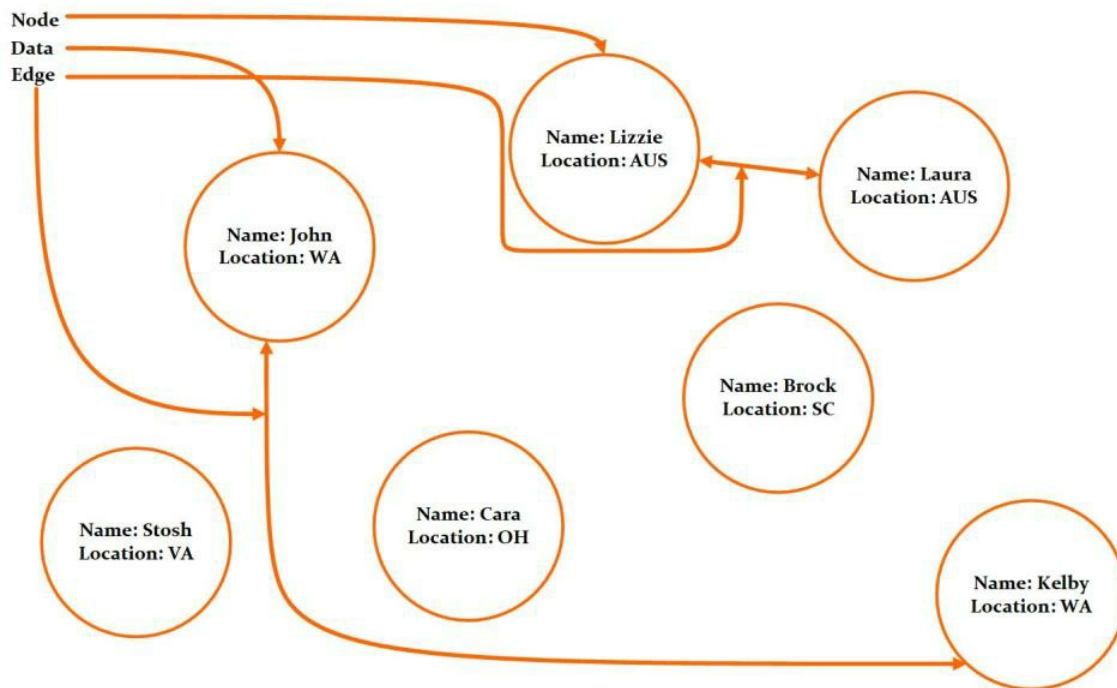 Node
Data
Edge
Name: Lizzie
Location: AUS
Name: Laura
Location: AUS
Name: John
Location: WA
Name: Brock
Location: SC
Name: Stosh
Location: VA
Name: Cara
Location: OH
Name: Kelby
Location: WA